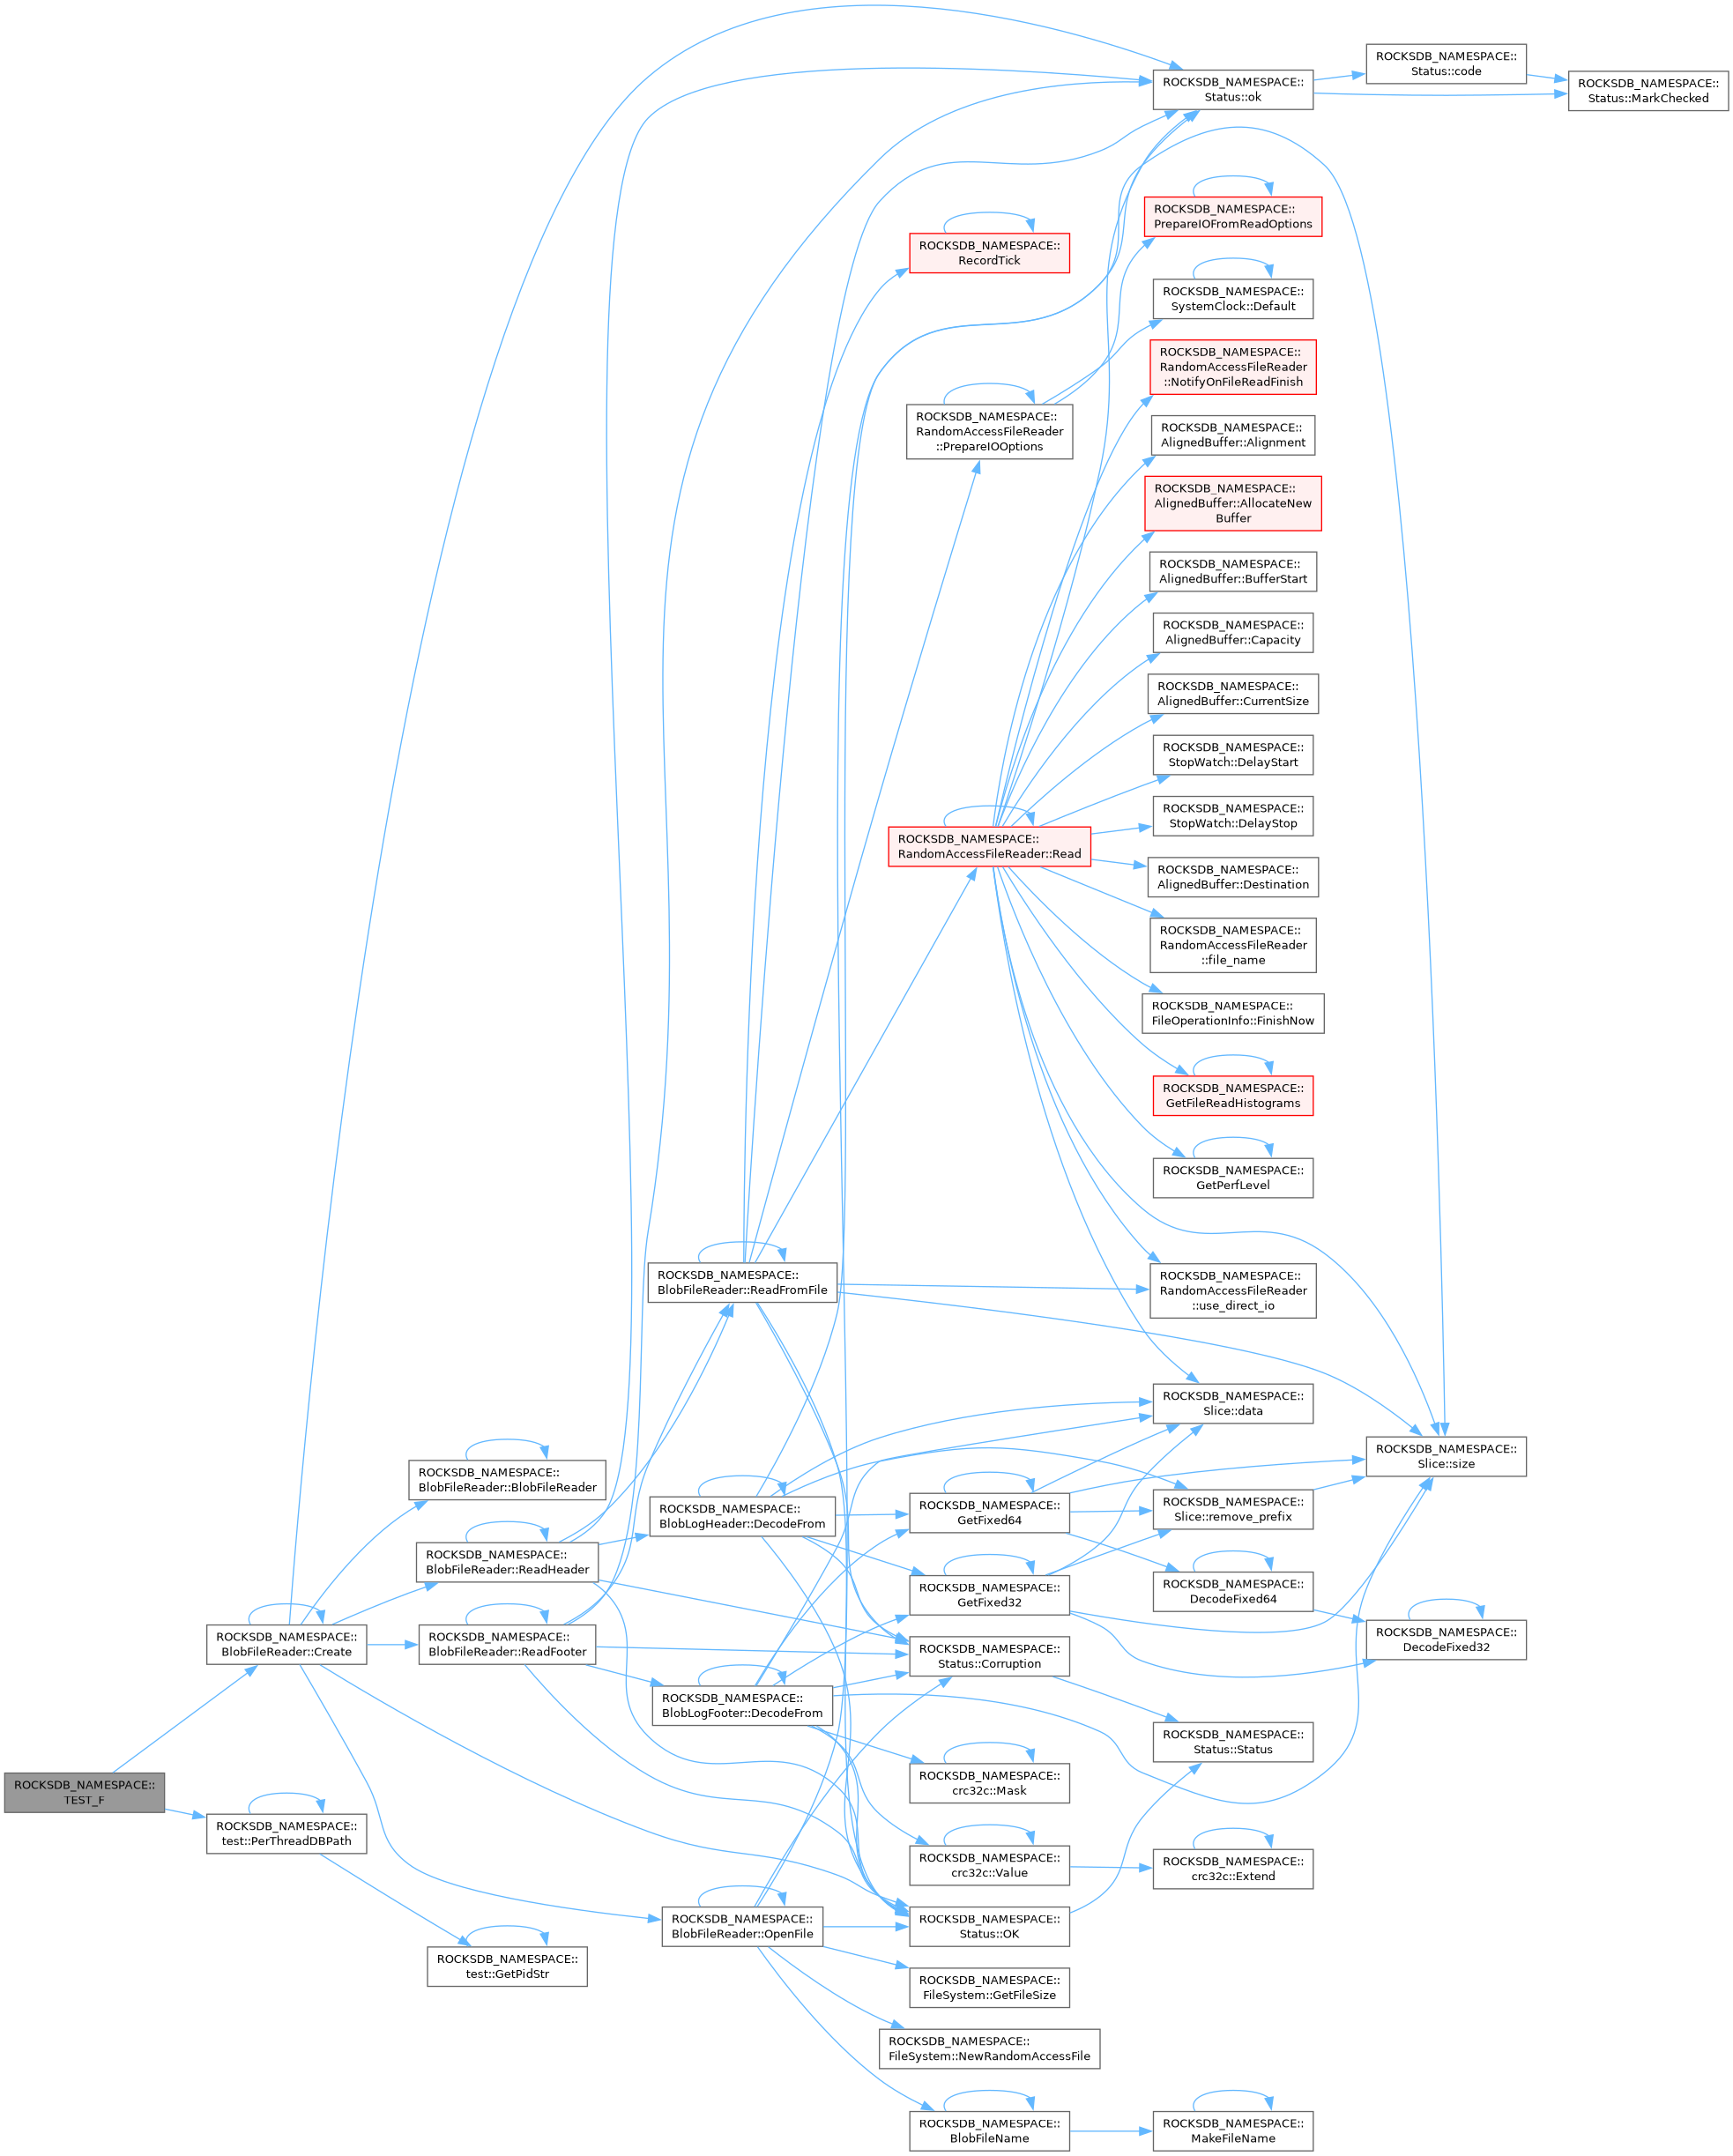 ROCKSDB_NAMESPACE::
TEST_F
ROCKSDB_NAMESPACE::
BlobFileReader::Create
ROCKSDB_NAMESPACE::
test::PerThreadDBPath
ROCKSDB_NAMESPACE::
BlobFileReader::BlobFileReader
ROCKSDB_NAMESPACE::
BlobFileReader::ReadHeader
ROCKSDB_NAMESPACE::
BlobFileReader::ReadFooter
ROCKSDB_NAMESPACE::
test::GetPidStr
ROCKSDB_NAMESPACE::
BlobFileReader::ReadFromFile
ROCKSDB_NAMESPACE::
BlobLogHeader::DecodeFrom
ROCKSDB_NAMESPACE::
BlobLogFooter::DecodeFrom
ROCKSDB_NAMESPACE::
BlobFileReader::OpenFile
ROCKSDB_NAMESPACE::
RecordTick
ROCKSDB_NAMESPACE::
RandomAccessFileReader
::PrepareIOOptions
ROCKSDB_NAMESPACE::
RandomAccessFileReader::Read
ROCKSDB_NAMESPACE::
GetFixed64
ROCKSDB_NAMESPACE::
GetFixed32
ROCKSDB_NAMESPACE::
Status::Corruption
ROCKSDB_NAMESPACE::
crc32c::Mask
ROCKSDB_NAMESPACE::
crc32c::Value
ROCKSDB_NAMESPACE::
Status::OK
ROCKSDB_NAMESPACE::
FileSystem::GetFileSize
ROCKSDB_NAMESPACE::
FileSystem::NewRandomAccessFile
ROCKSDB_NAMESPACE::
BlobFileName
ROCKSDB_NAMESPACE::
Status::ok
ROCKSDB_NAMESPACE::
PrepareIOFromReadOptions
ROCKSDB_NAMESPACE::
SystemClock::Default
ROCKSDB_NAMESPACE::
RandomAccessFileReader
::NotifyOnFileReadFinish
ROCKSDB_NAMESPACE::
AlignedBuffer::Alignment
ROCKSDB_NAMESPACE::
AlignedBuffer::AllocateNew
Buffer
ROCKSDB_NAMESPACE::
AlignedBuffer::BufferStart
ROCKSDB_NAMESPACE::
AlignedBuffer::Capacity
ROCKSDB_NAMESPACE::
AlignedBuffer::CurrentSize
ROCKSDB_NAMESPACE::
StopWatch::DelayStart
ROCKSDB_NAMESPACE::
StopWatch::DelayStop
ROCKSDB_NAMESPACE::
AlignedBuffer::Destination
ROCKSDB_NAMESPACE::
RandomAccessFileReader
::file_name
ROCKSDB_NAMESPACE::
FileOperationInfo::FinishNow
ROCKSDB_NAMESPACE::
GetFileReadHistograms
ROCKSDB_NAMESPACE::
GetPerfLevel
ROCKSDB_NAMESPACE::
RandomAccessFileReader
::use_direct_io
ROCKSDB_NAMESPACE::
Slice::data
ROCKSDB_NAMESPACE::
Slice::remove_prefix
ROCKSDB_NAMESPACE::
DecodeFixed64
ROCKSDB_NAMESPACE::
Status::Status
ROCKSDB_NAMESPACE::
crc32c::Extend
ROCKSDB_NAMESPACE::
MakeFileName
ROCKSDB_NAMESPACE::
Status::code
ROCKSDB_NAMESPACE::
Slice::size
ROCKSDB_NAMESPACE::
DecodeFixed32
ROCKSDB_NAMESPACE::
Status::MarkChecked